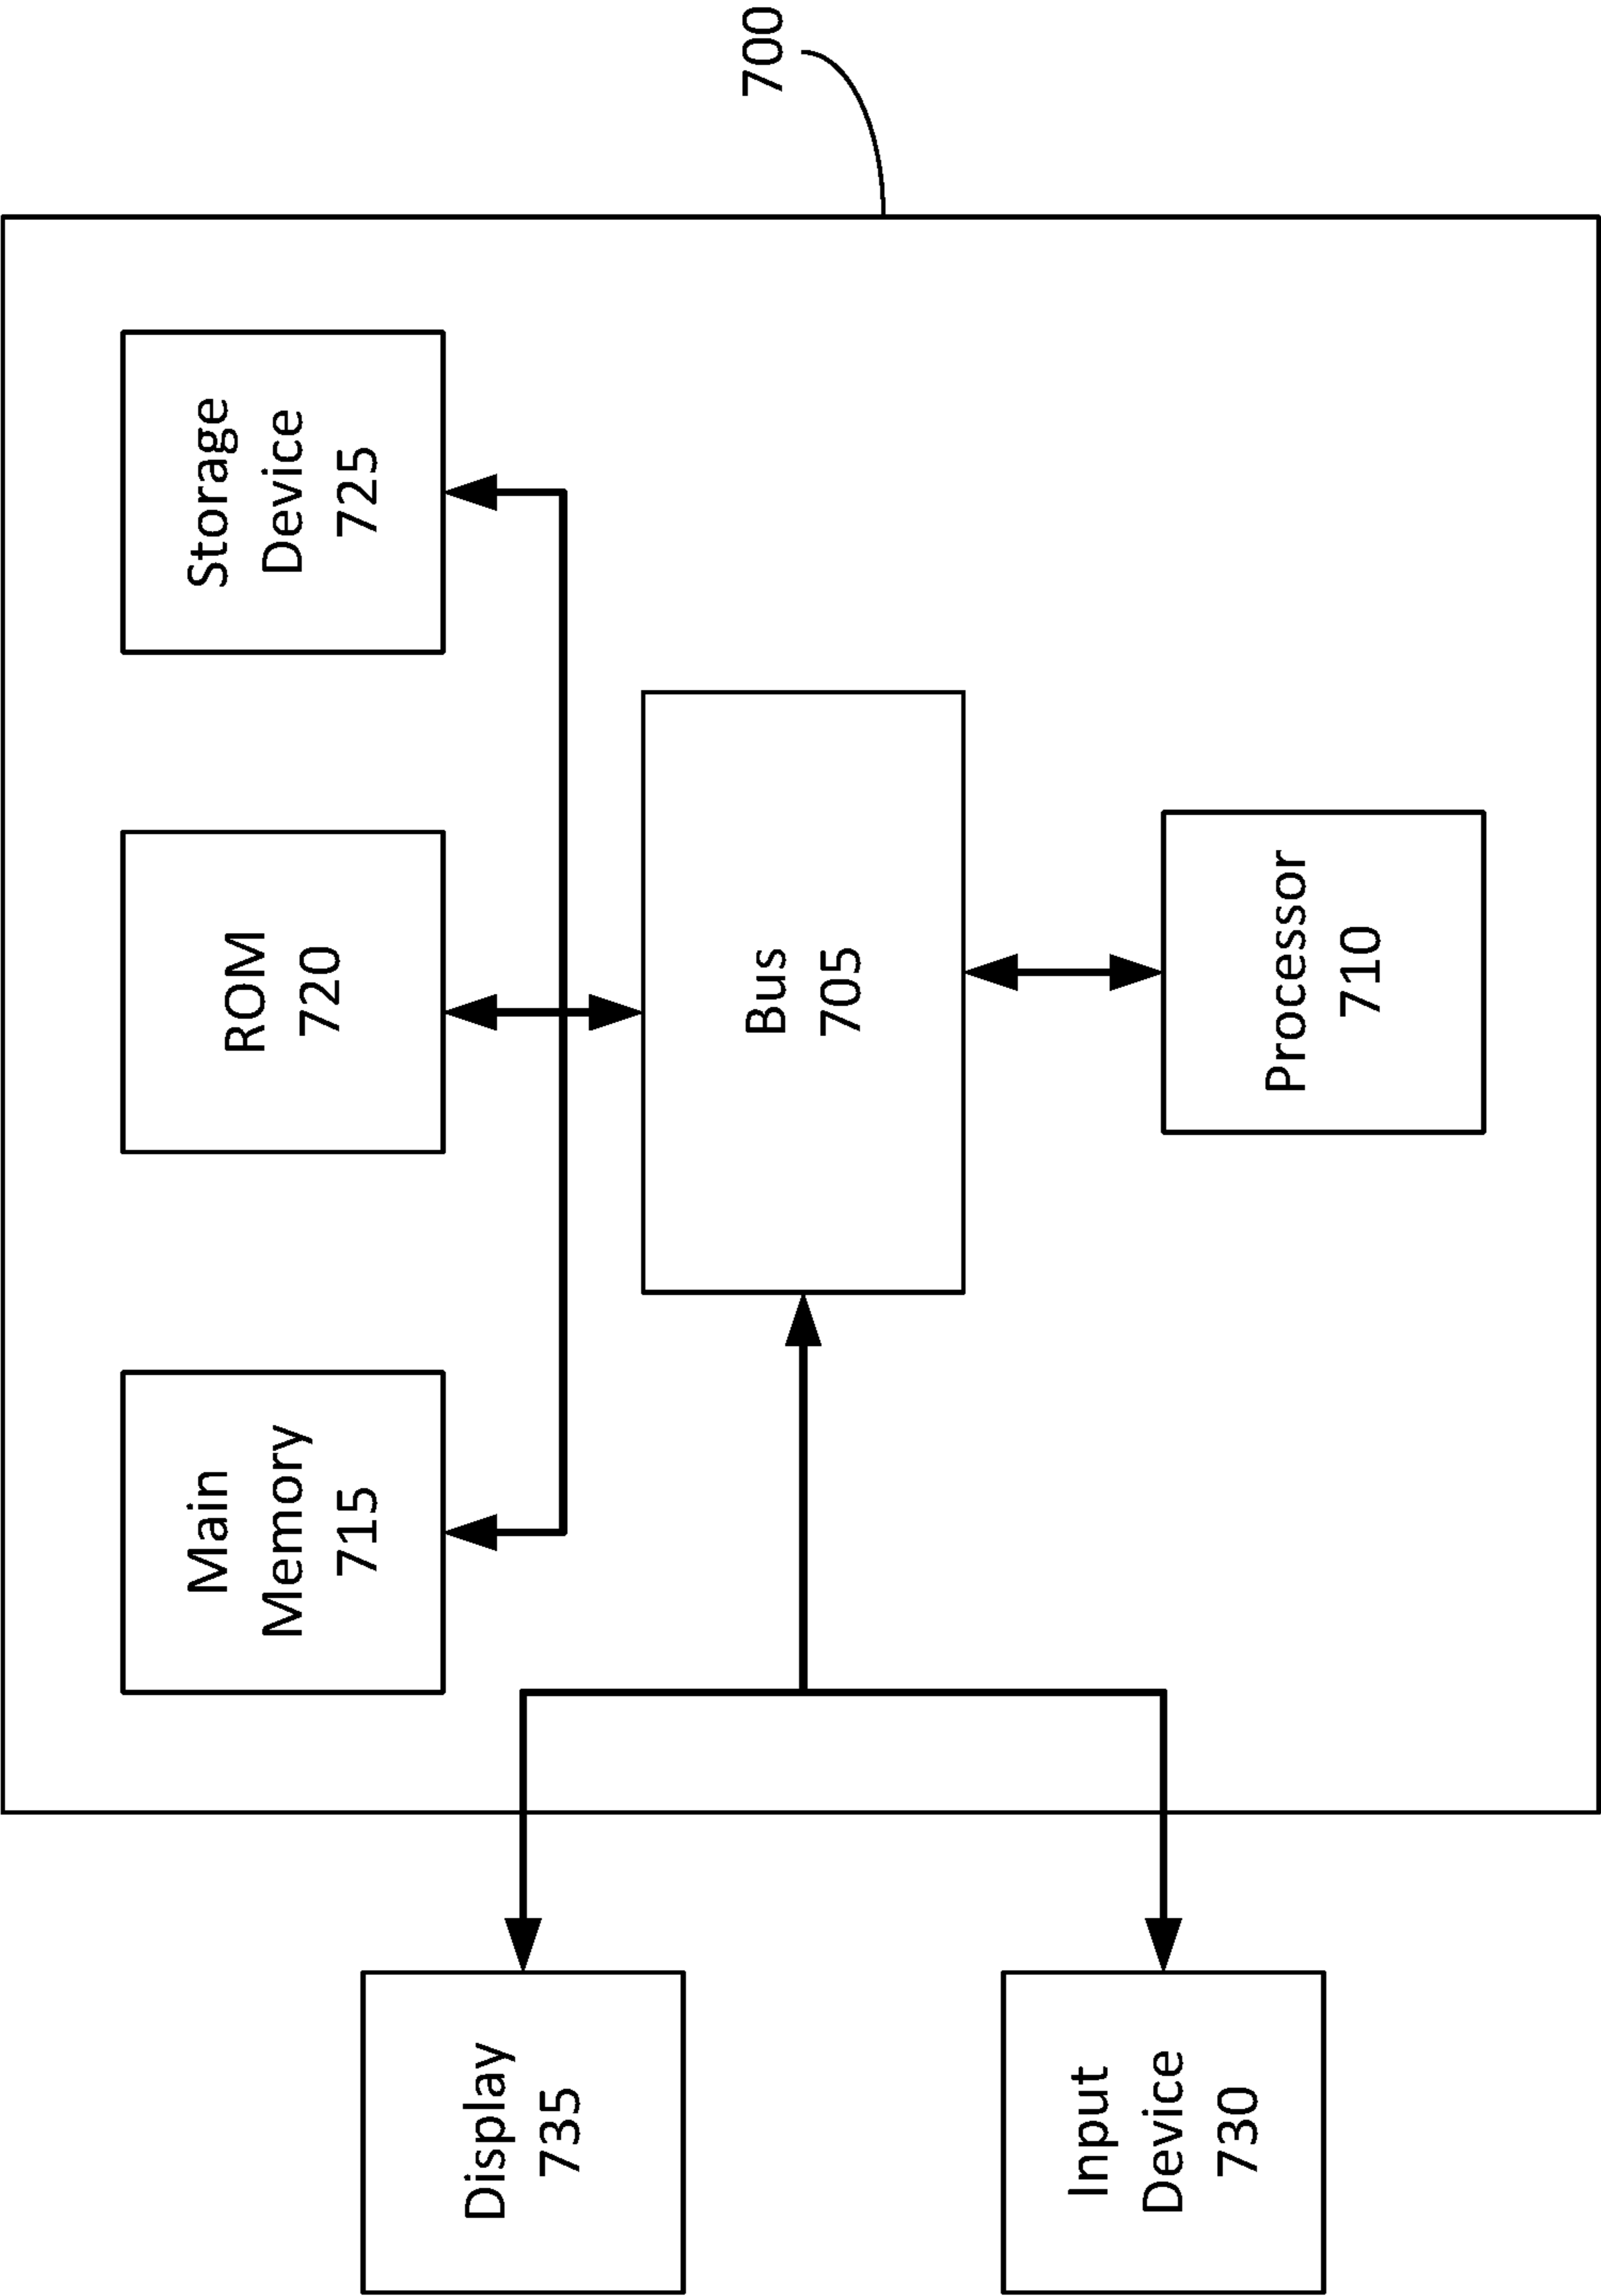 Display
735
Input
Device
730
Main
Memory
715
ROM
720
Storage
Device
725
Bus
705
Processor
710
700